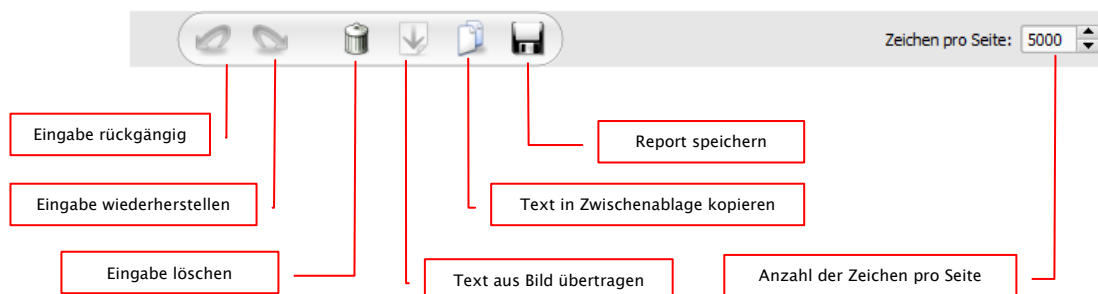 Zeichen pro Seite: 5000
Eingabe rückgängig
Report speichern
Eingabe wiederherstellen
Text in Zwischenablage kopieren
Eingabe löschen
Text aus Bild übertragen
Anzahl der Zeichen pro Seite